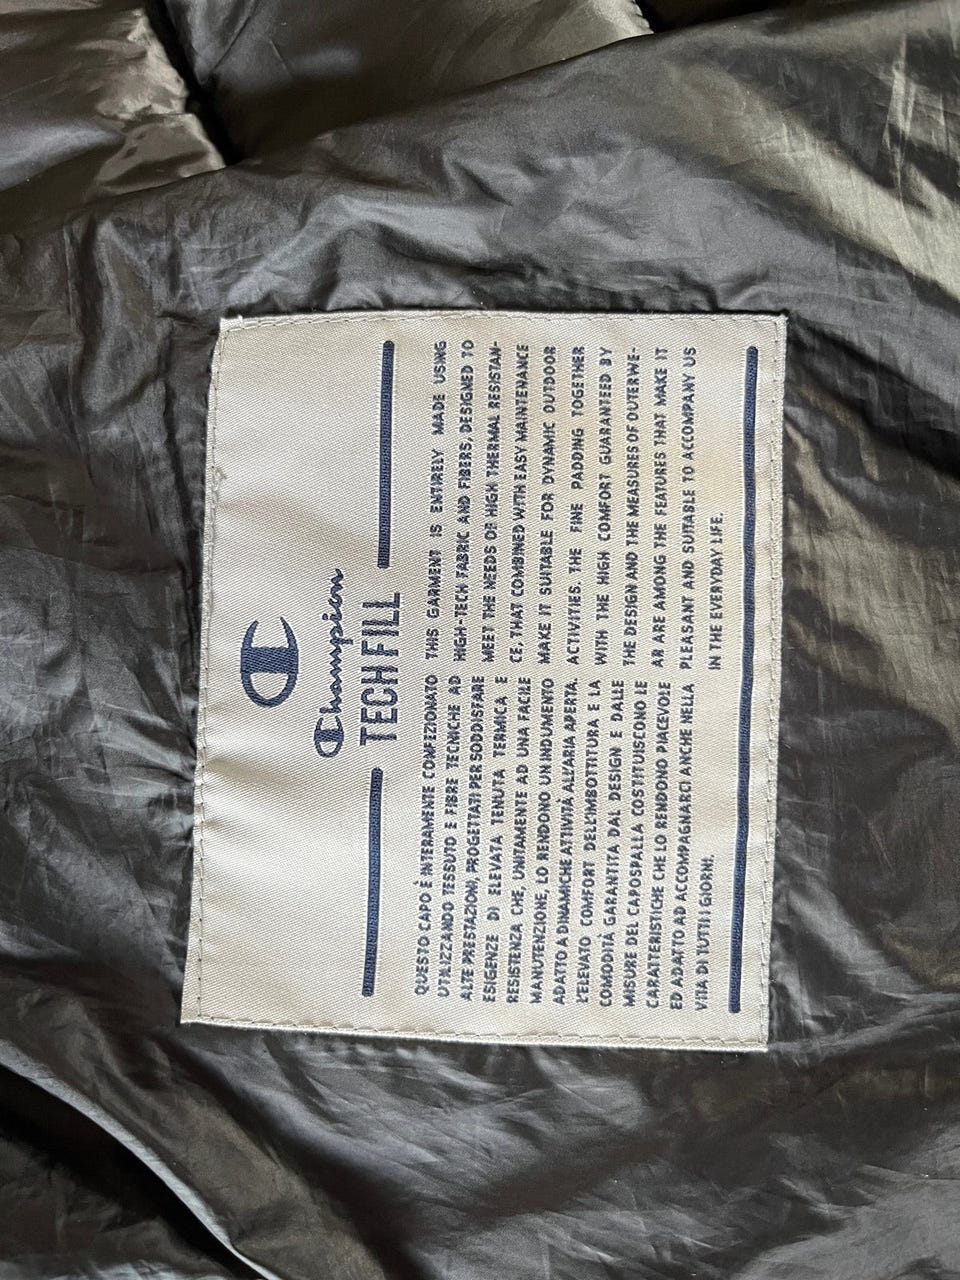 Champion
TECH FILL
QUESTO CAPO È INTERAMENTE CONFEZIONATO
UTILIZZANDO TESSUTO E FIBRE TECNICHE AD
ALTE PRESTAZIONI, PROGETTATI PER SODDISFARE
ESIGENZE DI ELEVATA TENUTA TERMICA E
RESISTENZA CHE, UNITAMENTE AD UNA FACILE
MANUTENZIONE, LO RENDONO UN INDUMENTO
ADATTO A DINAMICHE ATTIVITÀ ALL'ARIA APERTA.
L'ELEVATO COMFORT DELL'IMBOTTITURA E LA
COMODITÀ GARANTITA DAL DESIGN E DALLE
MISURE DEL CAPOSPALLA COSTITUISCONO LE
CARATTERISTICHE CHE LO RENDONO PIACEVOLE
ED ADATTO AD ACCOMPAGNARCI ANCHE NELLA
VITA DI TUTTI I GIORNI.
THIS GARMENT IS ENTIRELY MADE USING
HIGH-TECH FABRIC AND FIBERS, DESIGNED TO
MEET THE NEEDS OF HIGH THERMAL RESISTAN-
CE, THAT COMBINED WITH EASY MAINTENANCE
MAKE IT SUITABLE FOR DYNAMIC OUTDOOR
ACTIVITIES. THE FINE PADDING TOGETHER
WITH THE HIGH COMFORT GUARANTEED BY
THE DESIGN AND THE MEASURES OF OUTERWE-
AR ARE AMONG THE FEATURES THAT MAKE IT
PLEASANT AND SUITABLE TO ACCOMPANY US
IN THE EVERYDAY LIFE.